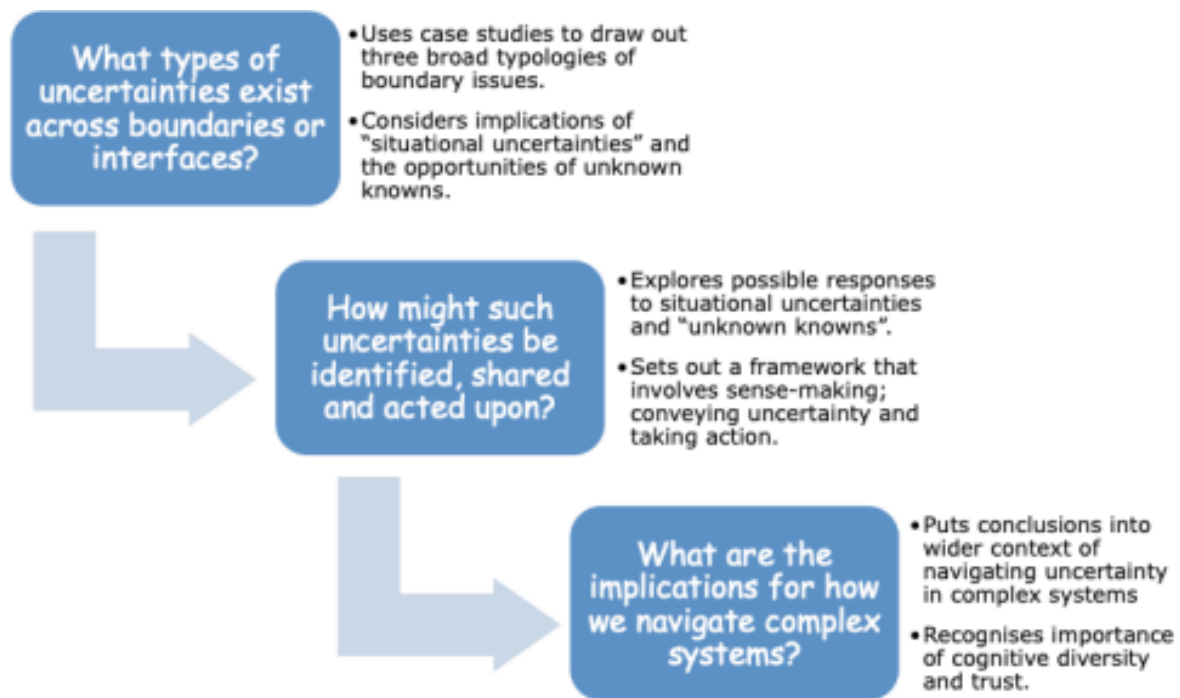 What types of
uncertainties exist
across boundaries or
interfaces?
•Uses case studies to draw out
three broad typologies of
boundary issues.
•Considers implications of
“situational uncertainties” and
the opportunities of unknown
knowns.
How might such
uncertainties be
identified, shared
and acted upon?
•Explores possible responses
to situational uncertainties
and “unknown knowns”.
•Sets out a framework that
involves sense-making;
conveying uncertainty and
taking action.
What are the
implications for how
we navigate complex
systems?
•Puts conclusions into
wider context of
navigating uncertainty
in complex systems
•Recognises importance
of cognitive diversity
and trust.